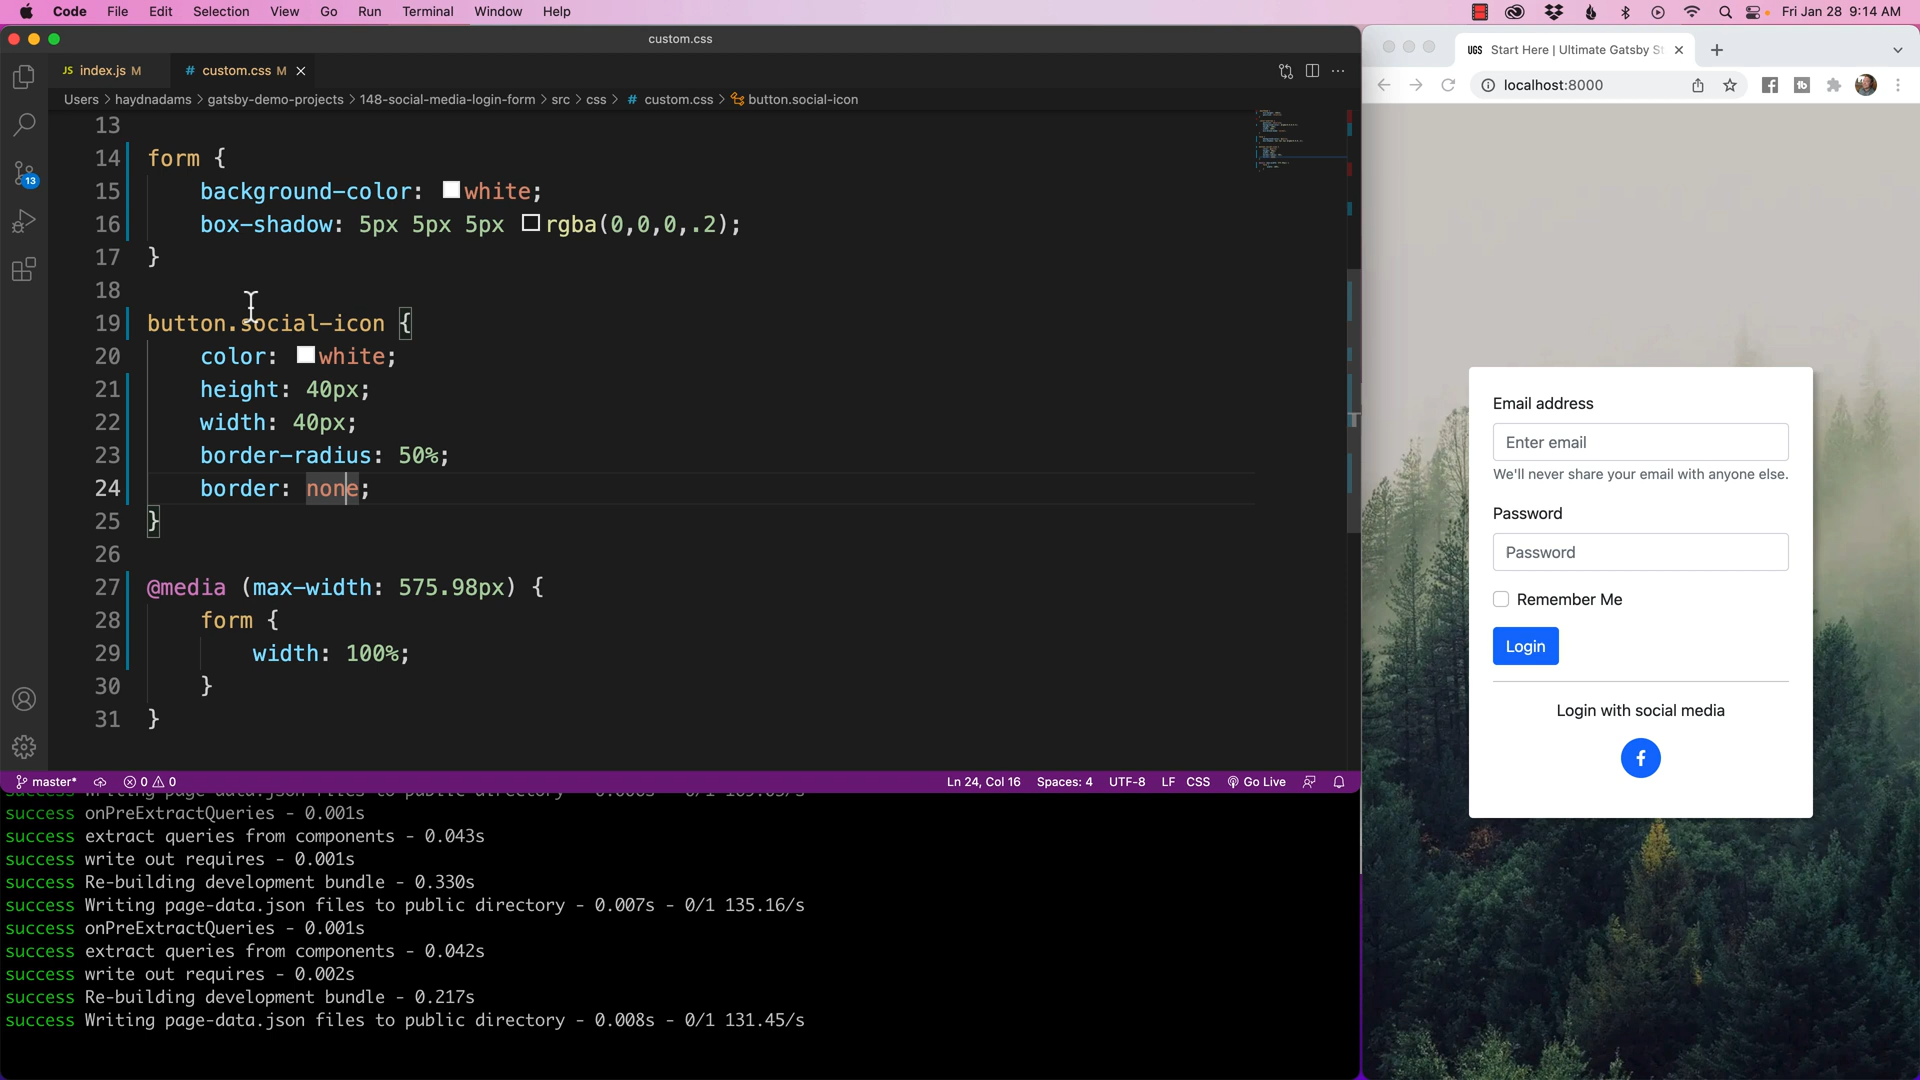 Code File Edit Selection View Go Run Terminal Window Help
Fri Jan 28 9:14 AM
custom.css
JS index.js M
# custom.css M
Users > haydnadams > gatsby-demo-projects > 148-social-media-login-form > src > css > # custom.css > button.social-icon
13
14 form {
15 background-color: white;
16 box-shadow: 5px 5px 5px rgba(0,0,0,.2);
17 }
18
19 button.social-icon {
20 color: white;
21 height: 40px;
22 width: 40px;
23 border-radius: 50%;
24 border: none;
25 }
26
27 @media (max-width: 575.98px) {
28 form {
29 width: 100%;
30 }
31 }
13
master* 0 0 Ln 24, Col 16 Spaces: 4 UTF-8 LF CSS Go Live
success onPreExtractQueries - 0.001s
success extract queries from components - 0.043s
success write out requires - 0.001s
success Re-building development bundle - 0.330s
success Writing page-data.json files to public directory - 0.007s - 0/1 135.16/s
success onPreExtractQueries - 0.001s
success extract queries from components - 0.042s
success write out requires - 0.002s
success Re-building development bundle - 0.217s
success Writing page-data.json files to public directory - 0.008s - 0/1 131.45/s
UGS Start Here | Ultimate Gatsby St
localhost:8000
Email address
Enter email
We'll never share your email with anyone else.
Password
Password
Remember Me
Login
Login with social media